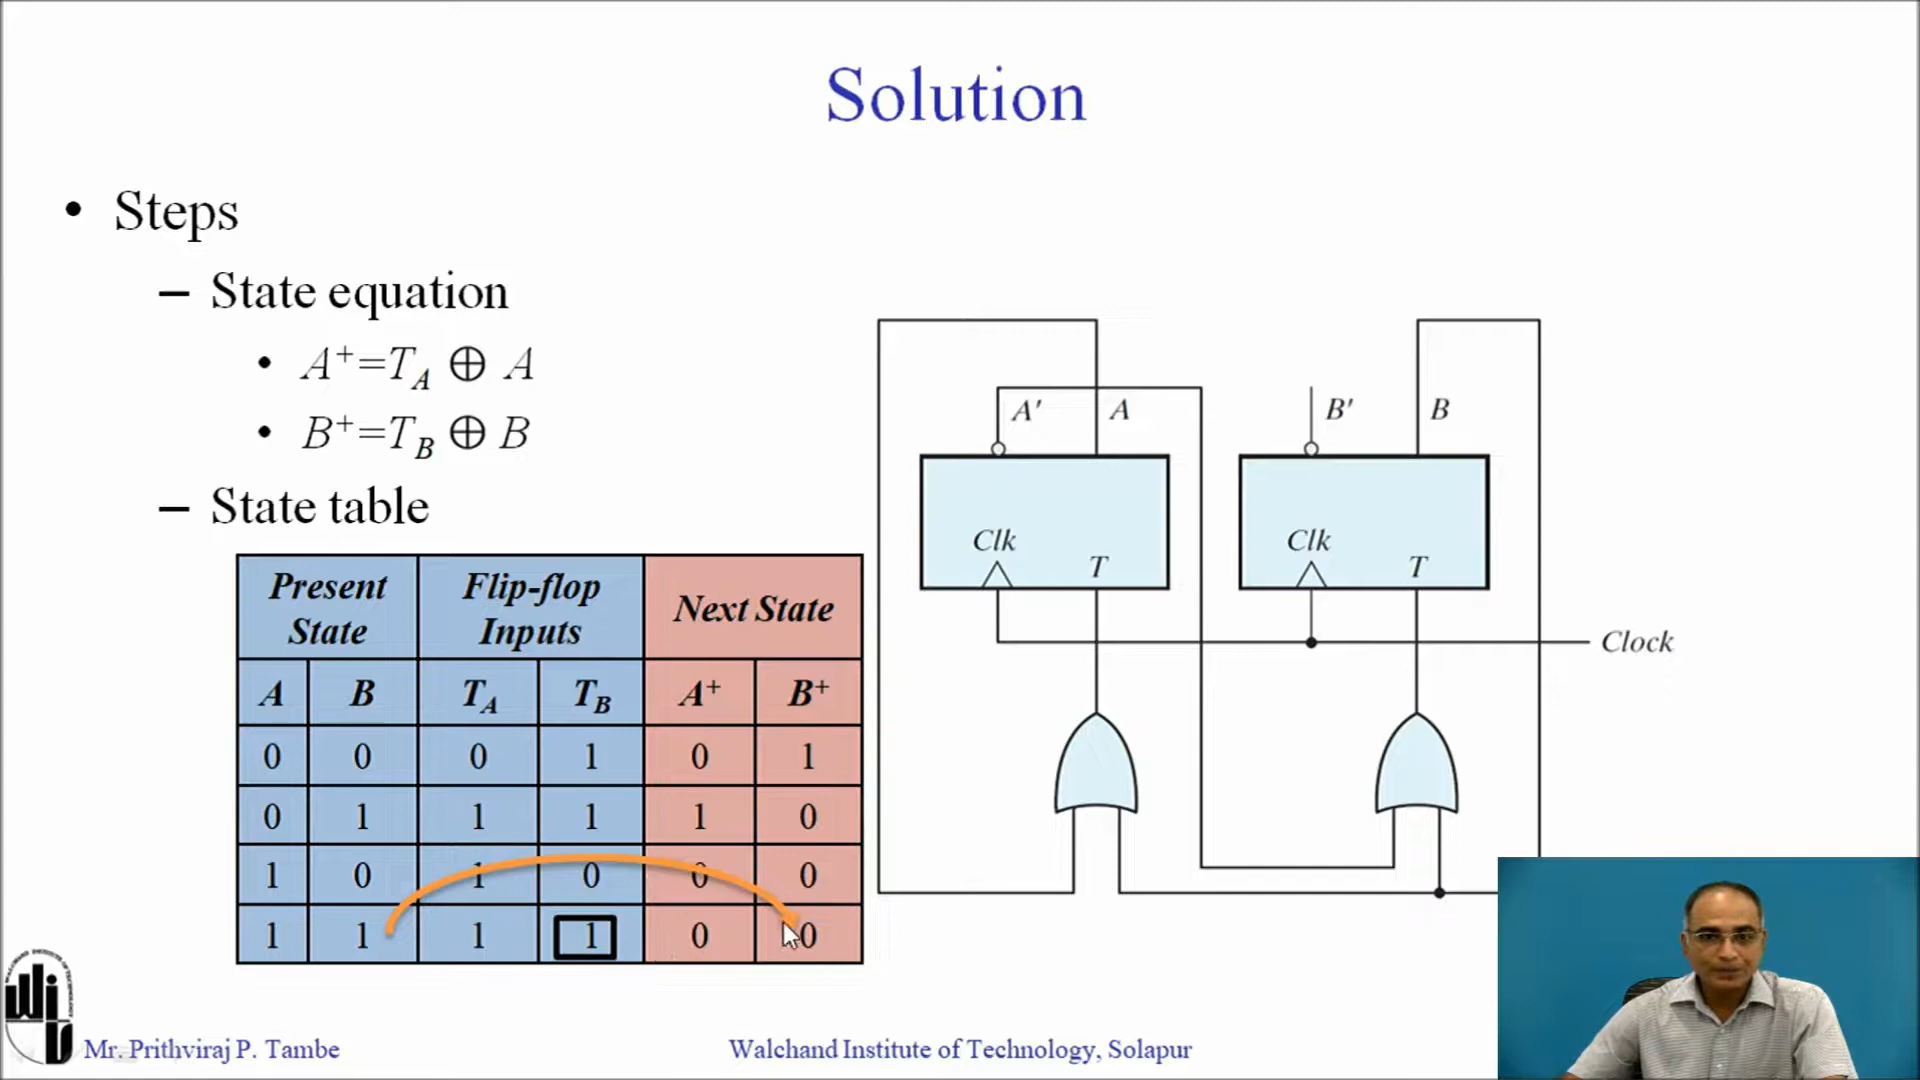 Solution
• Steps
– State equation
• A⁺=T_A ⊕ A
• B⁺=T_B ⊕ B
– State table
Present State Flip-flop Inputs Next State
A B T_A T_B A⁺ B⁺
0 0 0 1 0 1
0 1 1 1 1 0
1 0 1 0 0 0
1 1 1 1 0 0
A′ A B′ B
Clk T Clk T
Clock
Mr. Prithviraj P. Tambe
Walchand Institute of Technology, Solapur